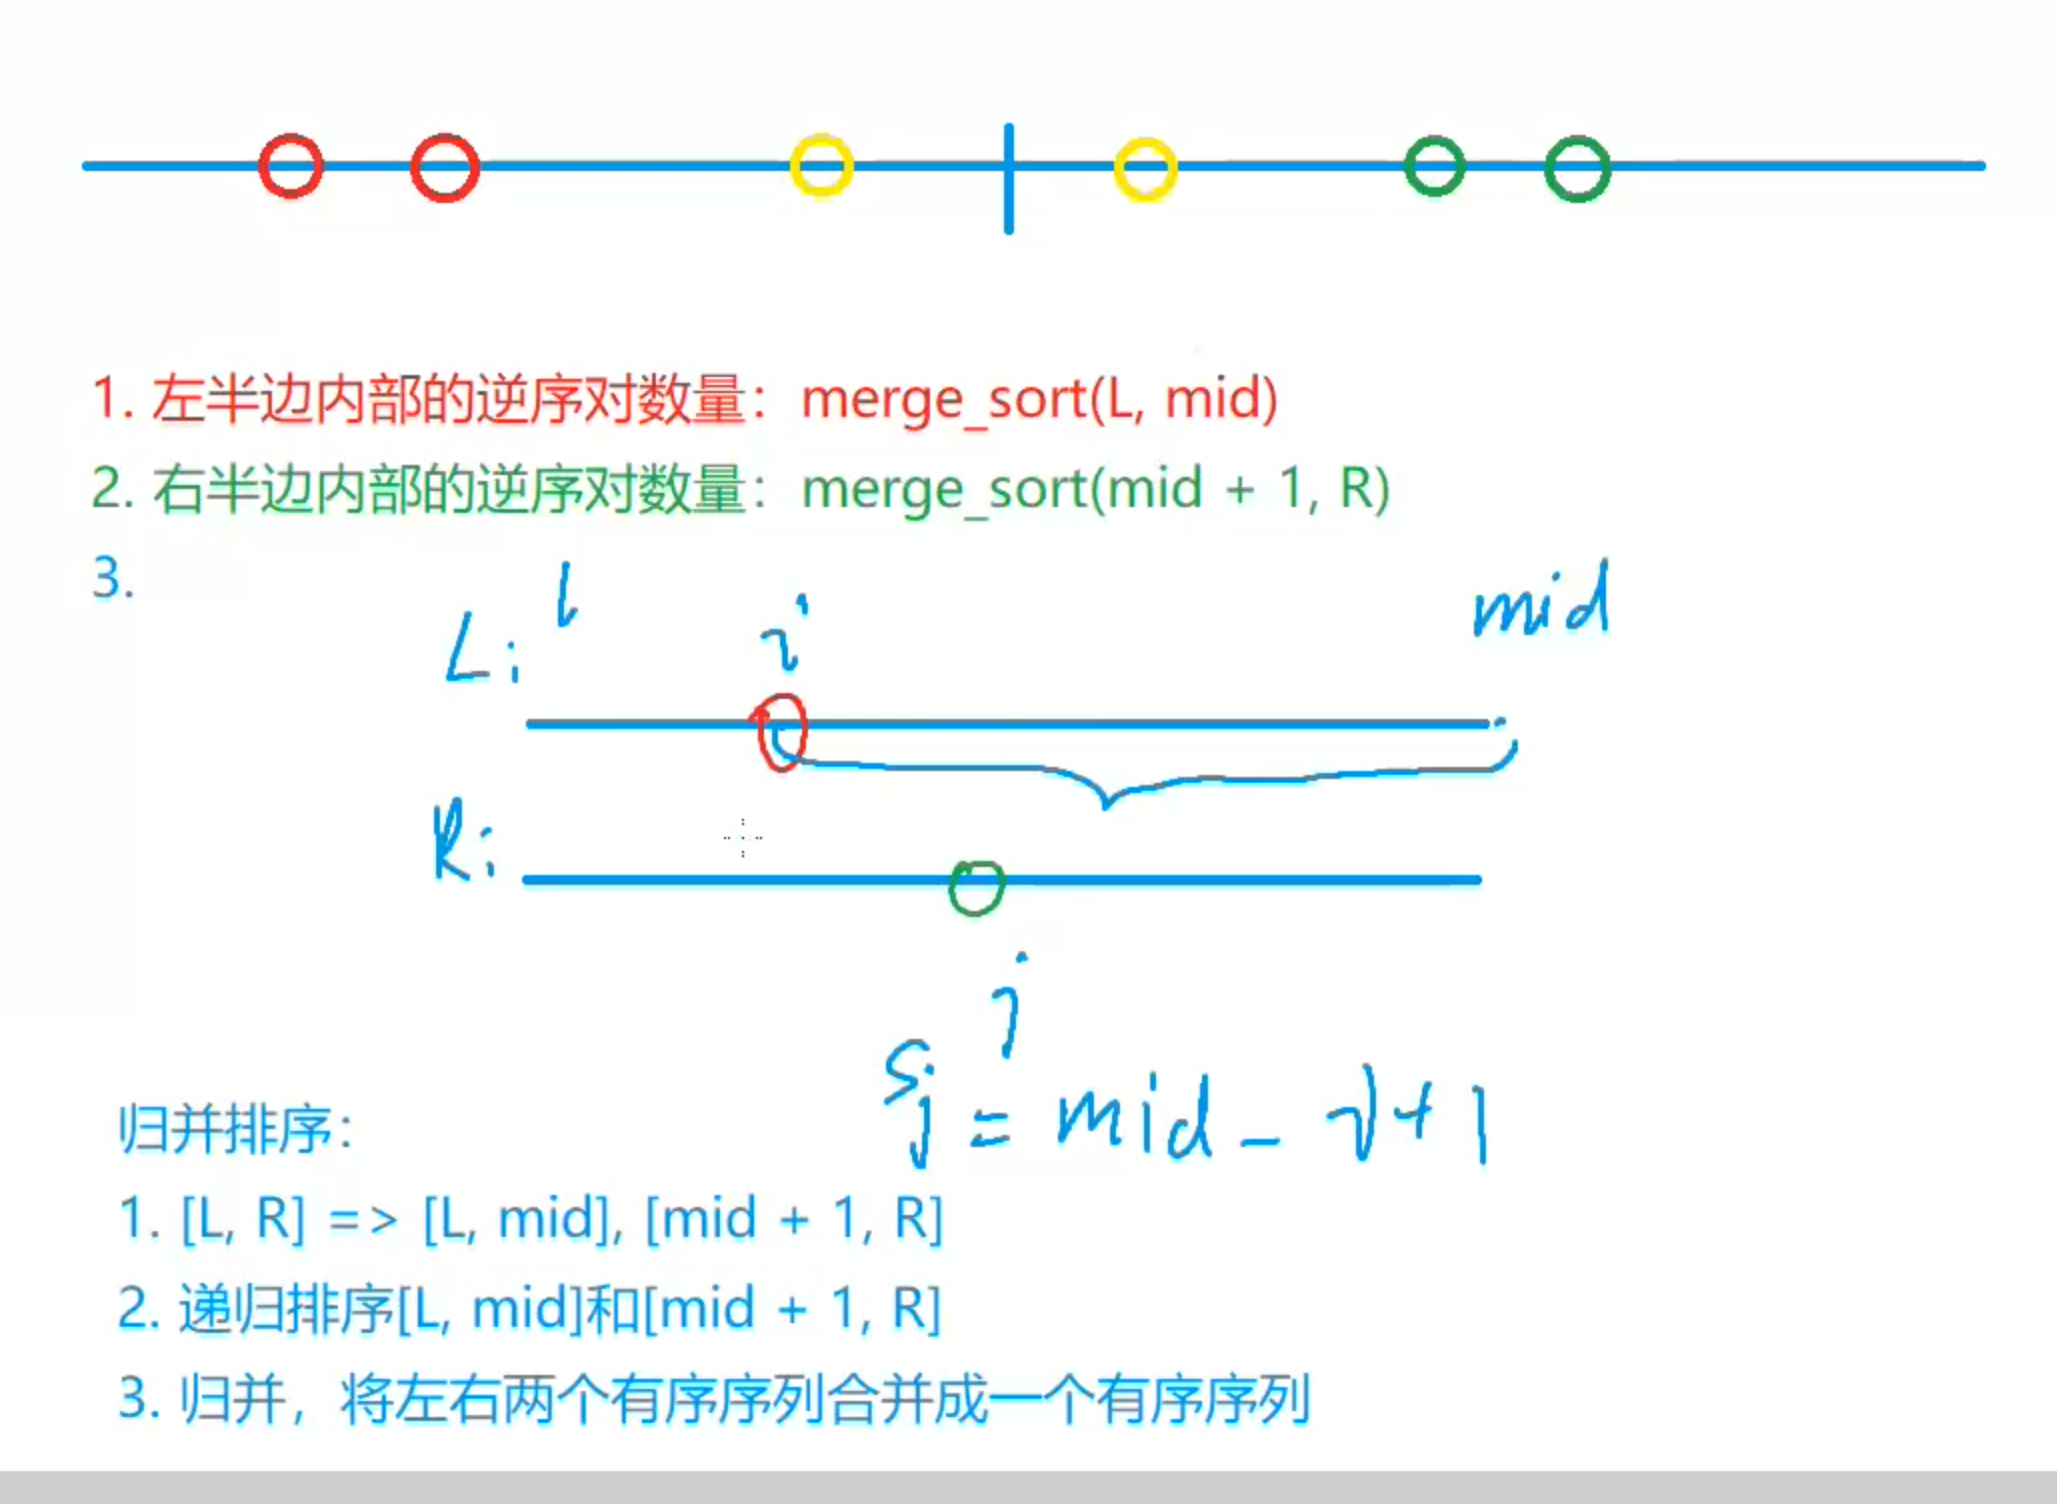 1. 左半边内部的逆序对数量：merge_sort(L, mid)
2. 右半边内部的逆序对数量：merge_sort(mid + 1, R)
3.
l
i
mid
L:
R:
j
Sj = mid - i + 1
归并排序：
1. [L, R] => [L, mid], [mid + 1, R]
2. 递归排序[L, mid]和[mid + 1, R]
3. 归并，将左右两个有序序列合并成一个有序序列